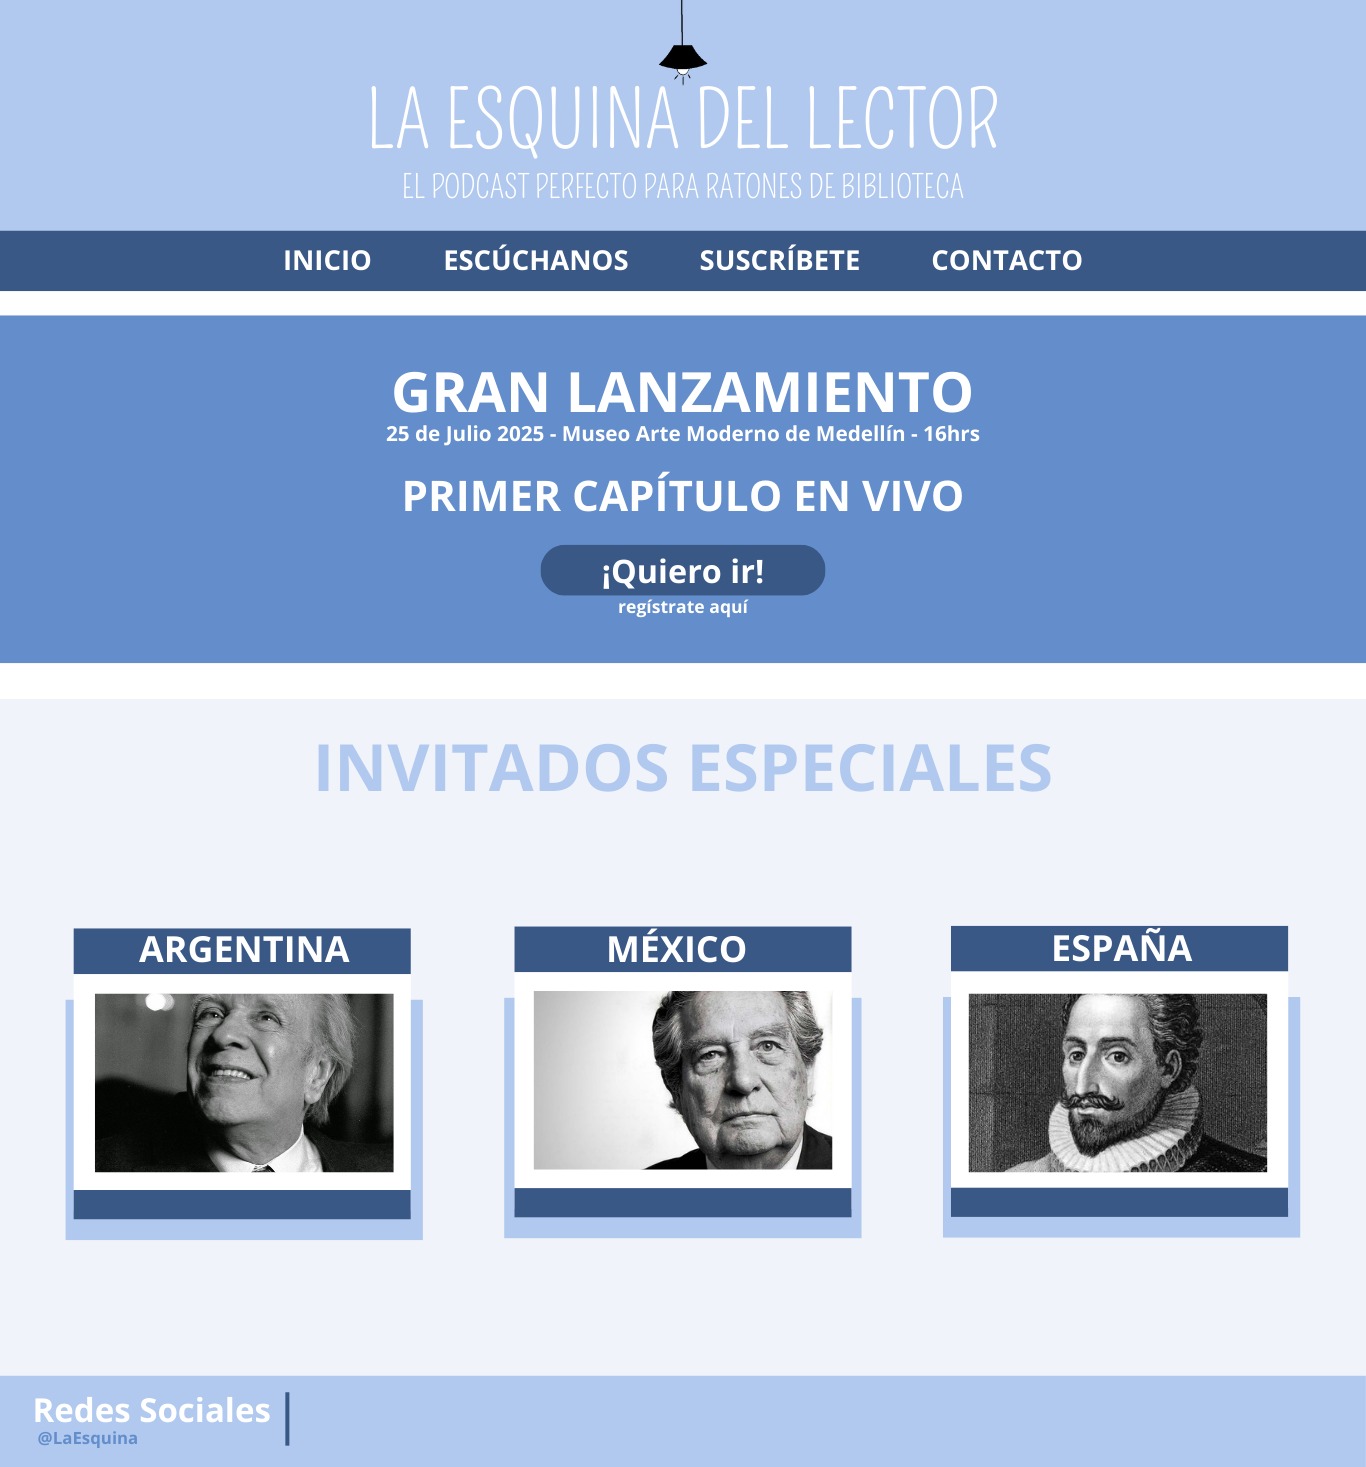 LA ESQUINA DEL LECTOR
EL PODCAST PERFECTO PARA RATONES DE BIBLIOTECA
INICIO ESCÚCHANOS SUSCRÍBETE CONTACTO
GRAN LANZAMIENTO
25 de Julio 2025 - Museo Arte Moderno de Medellín - 16hrs
PRIMER CAPÍTULO EN VIVO
¡Quiero ir!
regístrate aquí
INVITADOS ESPECIALES
ARGENTINA MÉXICO ESPAÑA
Redes Sociales
@LaEsquina